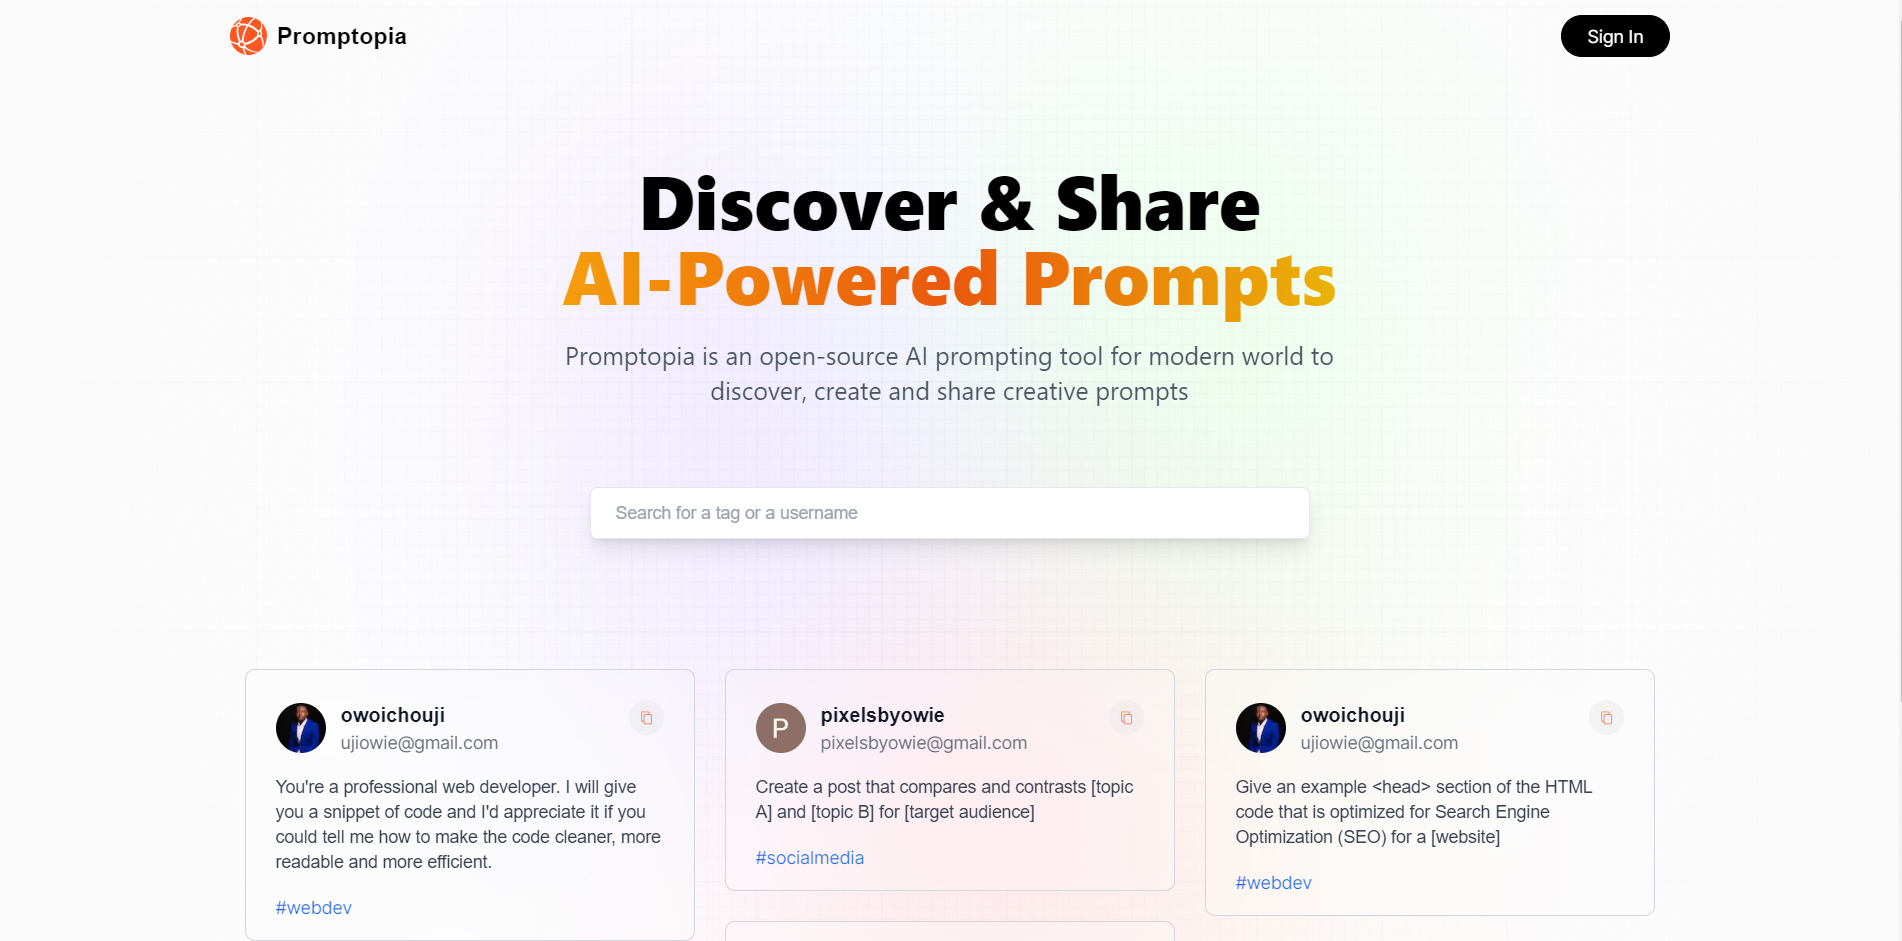 Promptopia
Sign In
Discover & Share
AI-Powered Prompts
Promptopia is an open-source AI prompting tool for modern world to
discover, create and share creative prompts
Search for a tag or a username
owoichouji
ujiowie@gmail.com
You're a professional web developer. I will give
you a snippet of code and I'd appreciate it if you
could tell me how to make the code cleaner, more
readable and more efficient.
#webdev
P
pixelsbyowie
pixelsbyowie@gmail.com
Create a post that compares and contrasts [topic
A] and [topic B] for [target audience]
#socialmedia
owoichouji
ujiowie@gmail.com
Give an example <head> section of the HTML
code that is optimized for Search Engine
Optimization (SEO) for a [website]
#webdev